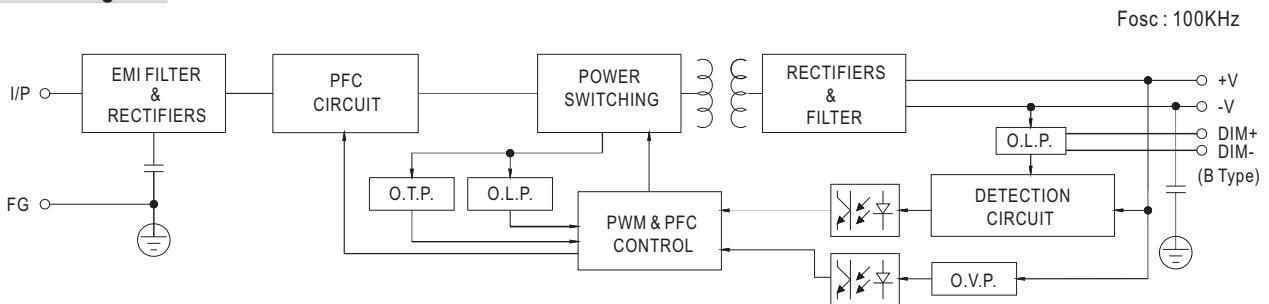 Fosc : 100KHz
I/P
EMI FILTER
&
RECTIFIERS
PFC
CIRCUIT
POWER
SWITCHING
RECTIFIERS
&
FILTER
+V
-V
DIM+
DIM-
(B Type)
O.L.P.
FG
O.T.P.
O.L.P.
PWM & PFC
CONTROL
DETECTION
CIRCUIT
O.V.P.